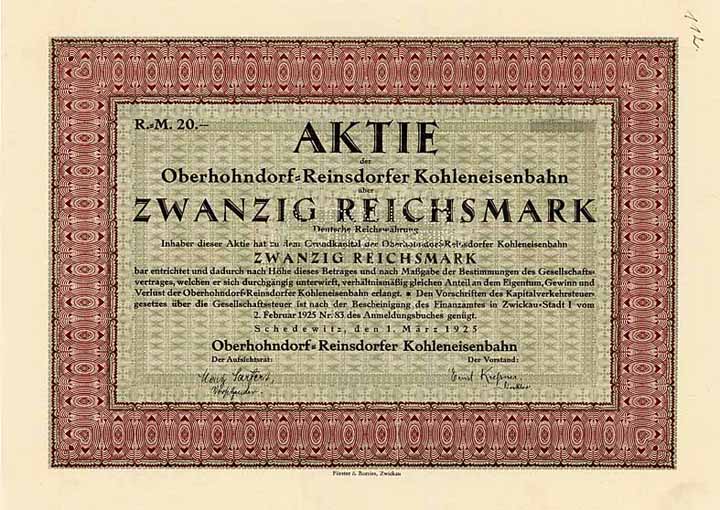 112.
R.=M. 20.—
AKTIE
der
Oberhohndorf=Reinsdorfer Kohleneisenbahn
über
ZWANZIG REICHSMARK
Deutsche Reichswährung
Inhaber dieser Aktie hat zu dem Grundkapital der Oberhohndorf-Reinsdorfer Kohleneisenbahn
ZWANZIG REICHSMARK
bar entrichtet und dadurch nach Höhe dieses Betrages und nach Maßgabe der Bestimmungen des Gesellschafts-
vertrages, welchen er sich durchgängig unterwirft, verhältnismäßig gleichen Anteil an dem Eigentum, Gewinn und
Verlust der Oberhohndorf-Reinsdorfer Kohleneisenbahn erlangt. • Den Vorschriften des Kapitalverkehrsteuer-
gesetzes über die Gesellschaftssteuer ist nach der Bescheinigung des Finanzamtes in Zwickau-Stadt I vom
2. Februar 1925 Nr. 83 des Anmeldungsbuches genügt.
Schedewitz, den 1. März 1925
Oberhohndorf=Reinsdorfer Kohleneisenbahn
Der Aufsichtsrat: Der Vorstand:
Förster & Borries, Zwickau